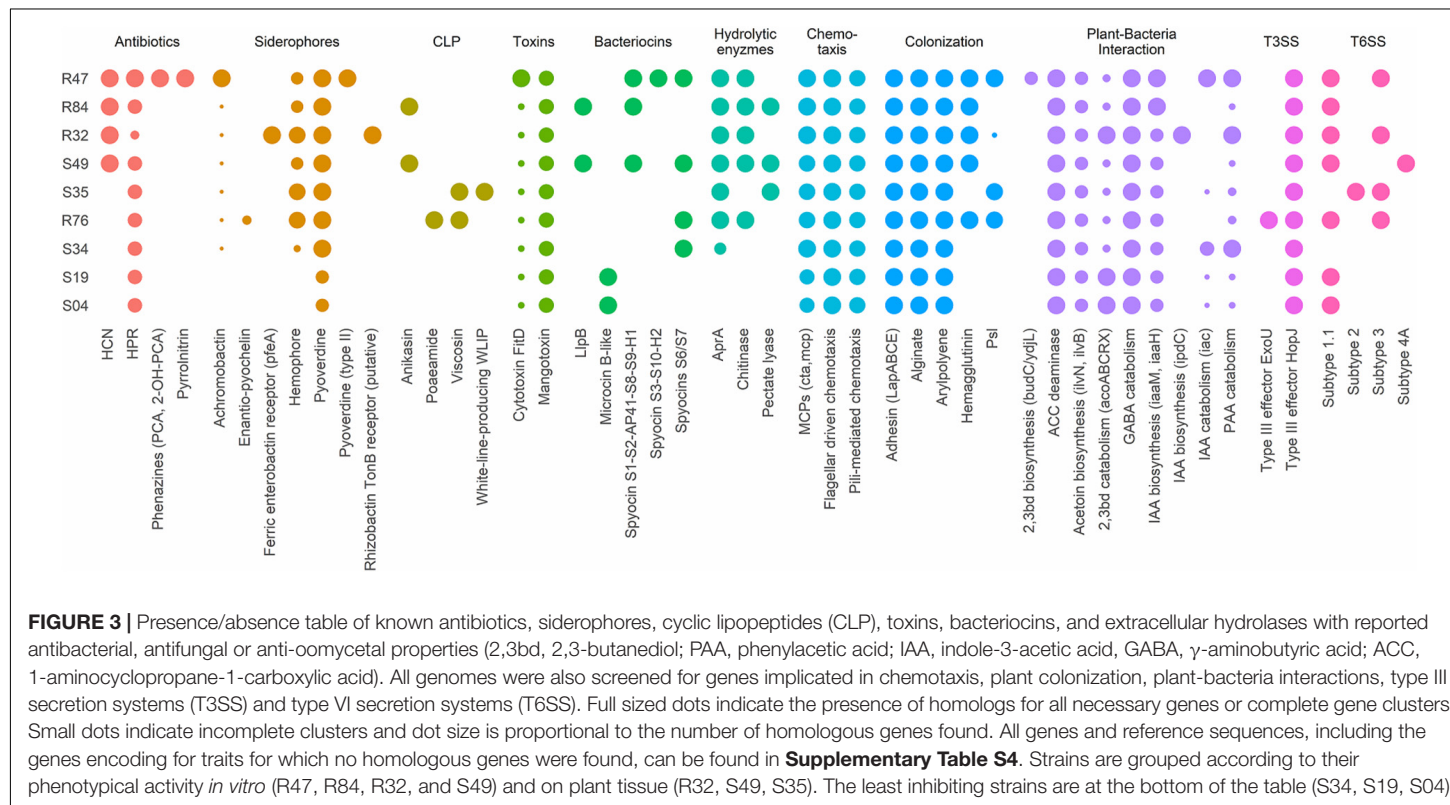 Antibiotics Siderophores CLP Toxins Bacteriocins Hydrolytic enyzmes Chemo-taxis Colonization Plant-Bacteria Interaction T3SS T6SS
R47
R84
R32
S49
S35
R76
S34
S19
S04
HCN
HPR
Phenazines (PCA, 2-OH-PCA)
Pyrrolnitrin
Achromobactin
Enantio-pyochelin
Ferric enterobactin receptor (pfeA)
Hemophore
Pyoverdine
Pyoverdine (type II)
Rhizobactin TonB receptor (putative)
Anikasin
Poaeamide
Viscosin
White-line-producing WLIP
Cytotoxin FitD
Mangotoxin
LlpB
Microcin B-like
Spyocin S1-S2-AP41-S8-S9-H1
Spyocin S3-S10-H2
Spyocins S6/S7
AprA
Chitinase
Pectate lyase
MCPs (cta,mcp)
Flagellar driven chemotaxis
Pili-mediated chemotaxis
Adhesin (LapABCE)
Alginate
Arylpolyene
Hemagglutinin
Psl
2,3bd biosynthesis (budC/ydjL)
ACC deaminase
Acetoin biosynthesis (ilvN, ilvB)
2,3bd catabolism (acoABCRX)
GABA catabolism
IAA biosynthesis (iaaM, iaaH)
IAA biosynthesis (ipdC)
IAA catabolism (iac)
PAA catabolism
Type III effector ExoU
Type III effector HopJ
Subtype 1.1
Subtype 2
Subtype 3
Subtype 4A
FIGURE 3 | Presence/absence table of known antibiotics, siderophores, cyclic lipopeptides (CLP), toxins, bacteriocins, and extracellular hydrolases with reported
antibacterial, antifungal or anti-oomycetal properties (2,3bd, 2,3-butanediol; PAA, phenylacetic acid; IAA, indole-3-acetic acid, GABA, γ-aminobutyric acid; ACC,
1-aminocyclopropane-1-carboxylic acid). All genomes were also screened for genes implicated in chemotaxis, plant colonization, plant-bacteria interactions, type III
secretion systems (T3SS) and type VI secretion systems (T6SS). Full sized dots indicate the presence of homologs for all necessary genes or complete gene clusters
Small dots indicate incomplete clusters and dot size is proportional to the number of homologous genes found. All genes and reference sequences, including the
genes encoding for traits for which no homologous genes were found, can be found in Supplementary Table S4. Strains are grouped according to their
phenotypical activity in vitro (R47, R84, R32, and S49) and on plant tissue (R32, S49, S35). The least inhibiting strains are at the bottom of the table (S34, S19, S04)